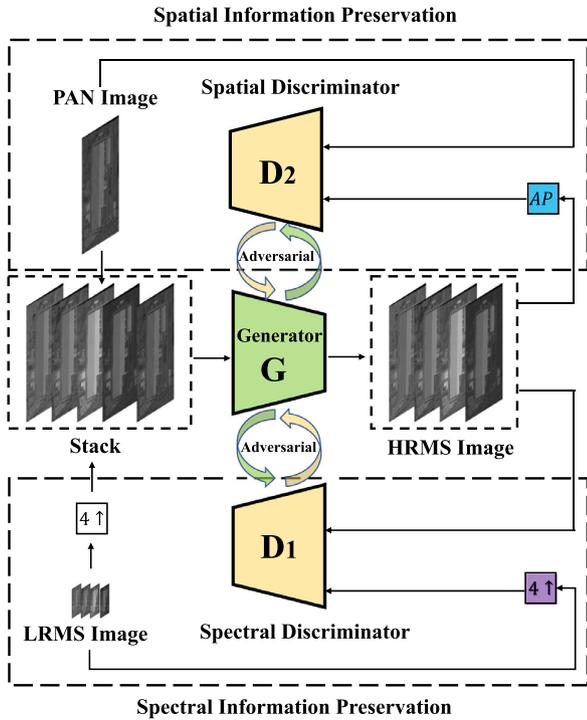 Spatial Information Preservation
PAN Image
Spatial Discriminator
D2
AP
Adversarial
Generator
G
Stack
HRMS Image
Adversarial
4 ↑
D1
4 ↑
LRMS Image
Spectral Discriminator
Spectral Information Preservation